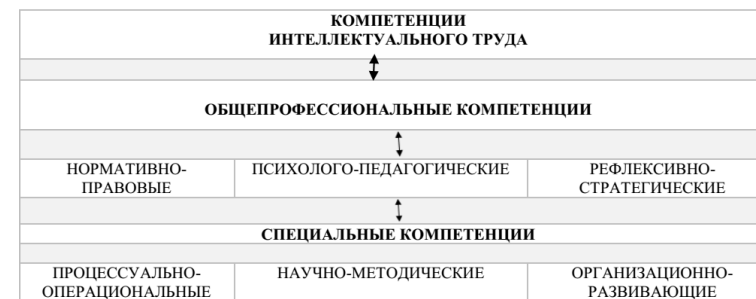 КОМПЕТЕНЦИИ
ИНТЕЛЛЕКТУАЛЬНОГО ТРУДА
ОБЩЕПРОФЕССИОНАЛЬНЫЕ КОМПЕТЕНЦИИ
НОРМАТИВНО-
ПРАВОВЫЕ
ПСИХОЛОГО-ПЕДАГОГИЧЕСКИЕ
РЕФЛЕКСИВНО-
СТРАТЕГИЧЕСКИЕ
СПЕЦИАЛЬНЫЕ КОМПЕТЕНЦИИ
ПРОЦЕССУАЛЬНО-
ОПЕРАЦИОНАЛЬНЫЕ
НАУЧНО-МЕТОДИЧЕСКИЕ
ОРГАНИЗАЦИОННО-
РАЗВИВАЮЩИЕ